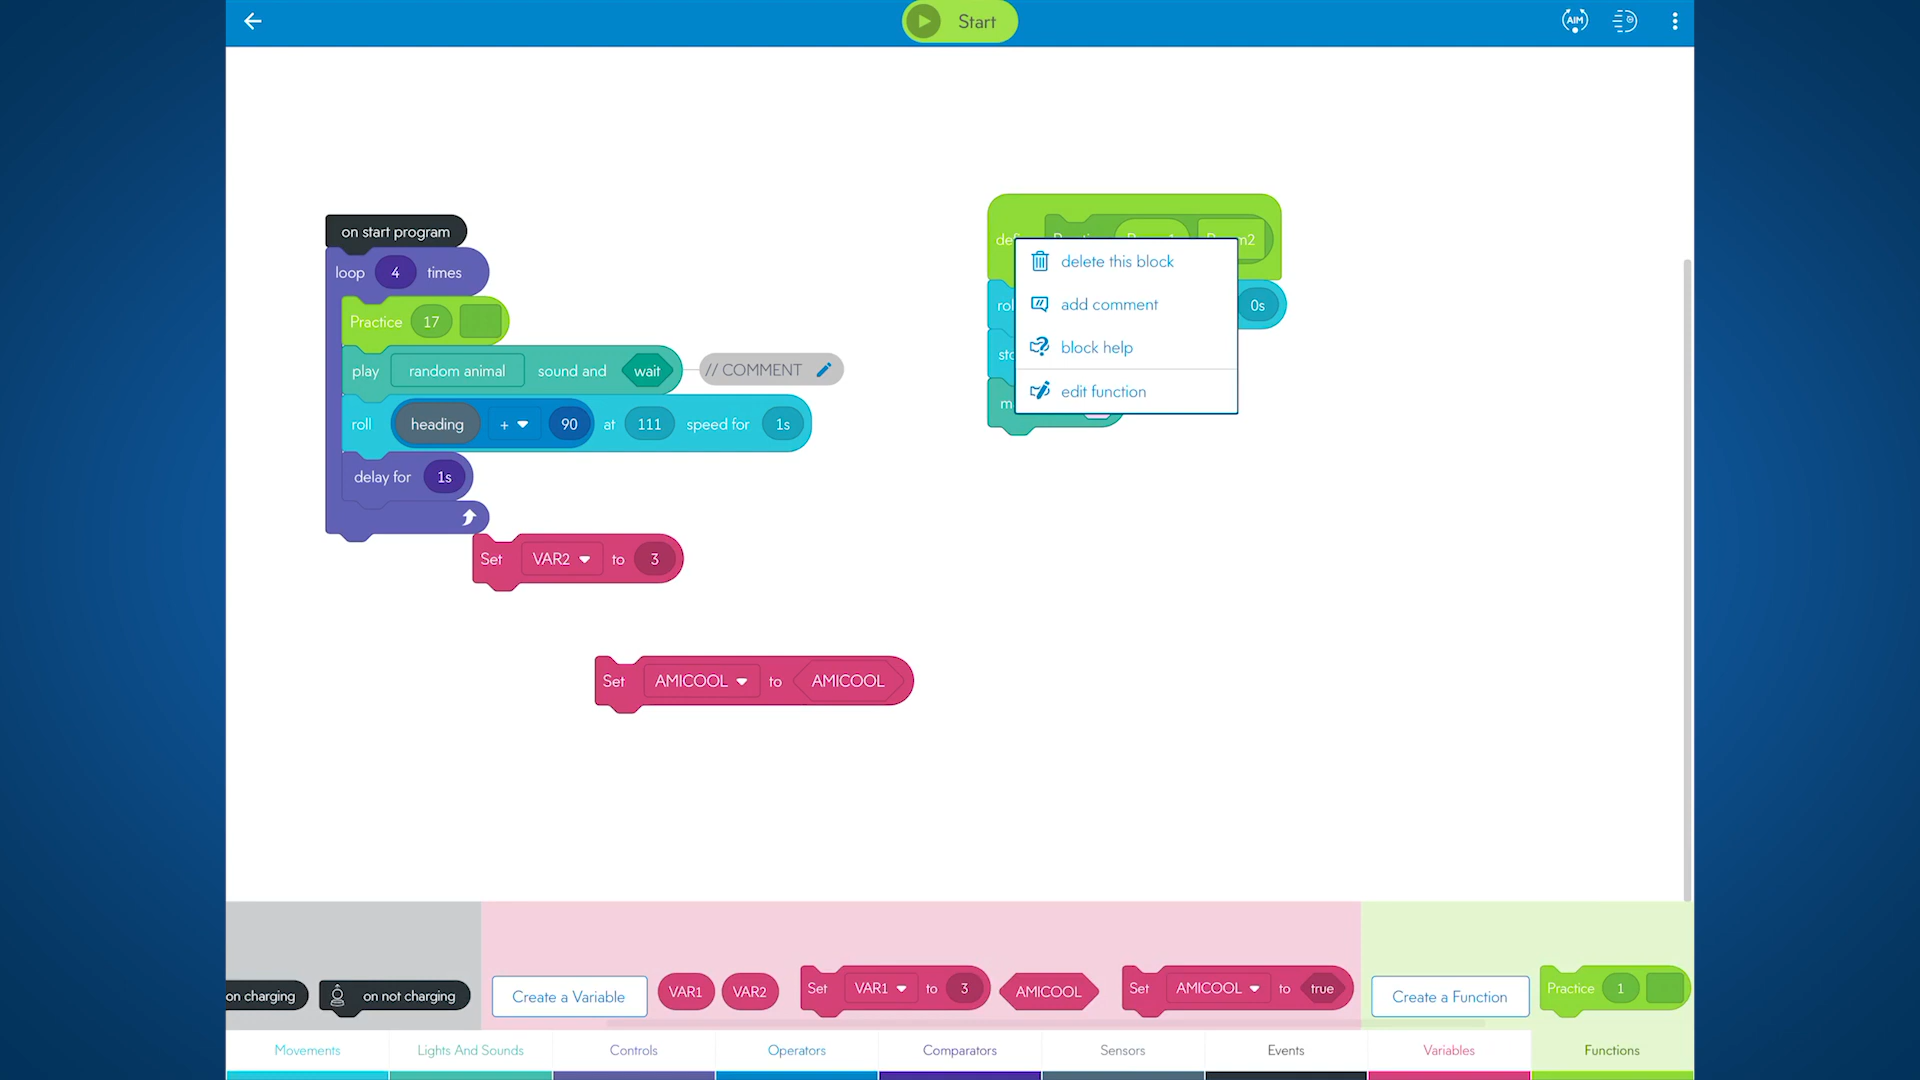 Start
AIM
on start program
loop 4 times
Practice 17
play random animal sound and wait
// COMMENT
roll heading + 90 at 111 speed for 1s
delay for 1s
Set VAR2 to 3
Set AMICOOL to AMICOOL
delete this block
add comment
block help
edit function
0s
on charging
on not charging
Create a Variable
VAR1
VAR2
Set VAR1 to 3
AMICOOL
Set AMICOOL to true
Create a Function
Practice 1
Movements
Lights And Sounds
Controls
Operators
Comparators
Sensors
Events
Variables
Functions